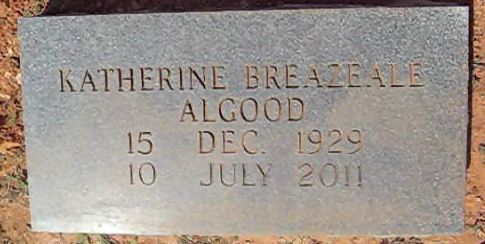 KATHERINE BREAZEALE
ALGOOD
15 DEC. 1929
10 JULY 2011